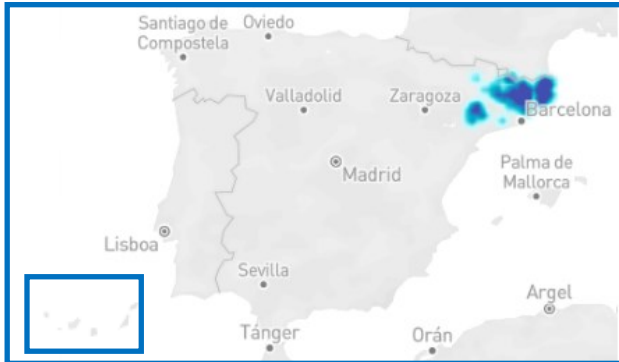 Santiago de
Compostela
Oviedo
Valladolid
Zaragoza
Barcelona
Madrid
Palma de
Mallorca
Lisboa
Sevilla
Argel
Tánger
Orán